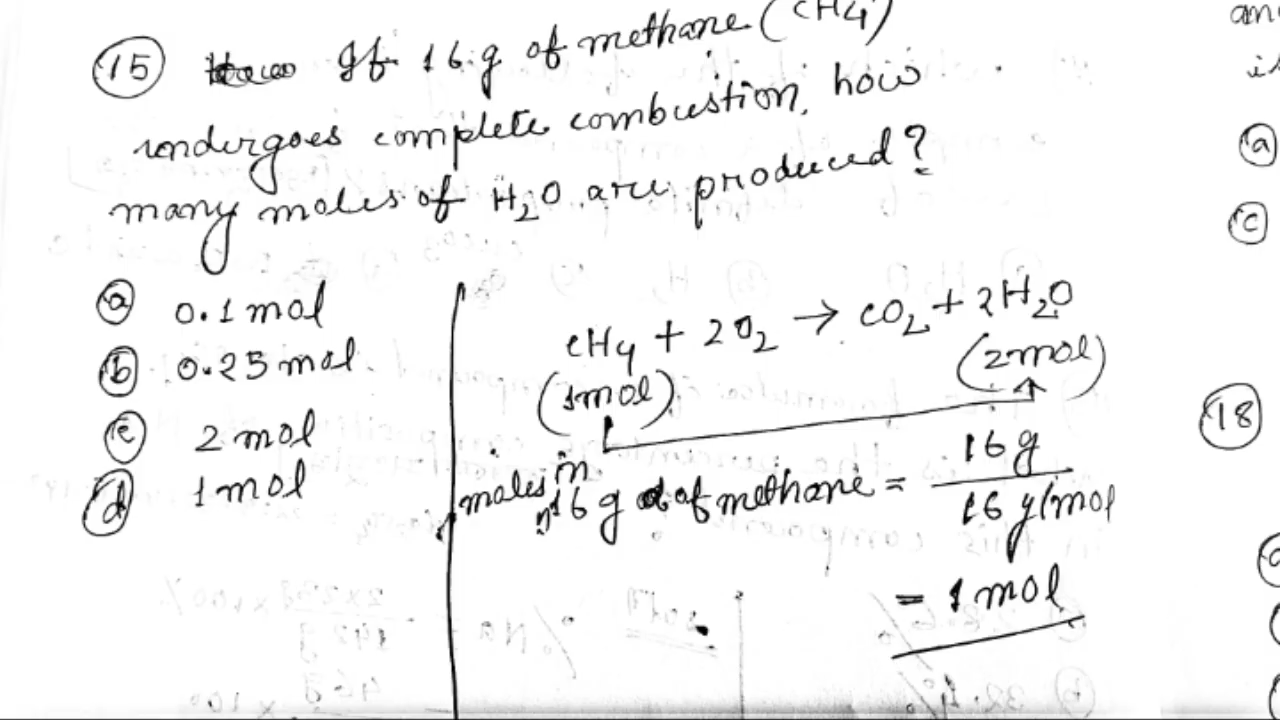 15 If 16 g of methane (CH4)
undergoes complete combustion, how
many moles of H2O are produced?
a 0.1 mol
b 0.25 mol
c 2 mol
d 1 mol
CH4 + 2O2 → CO2 + 2H2O
(1mol) (2mol)
moles in
16 g of methane = 16 g
16 g/mol
= 1 mol
an
is
a
c
18